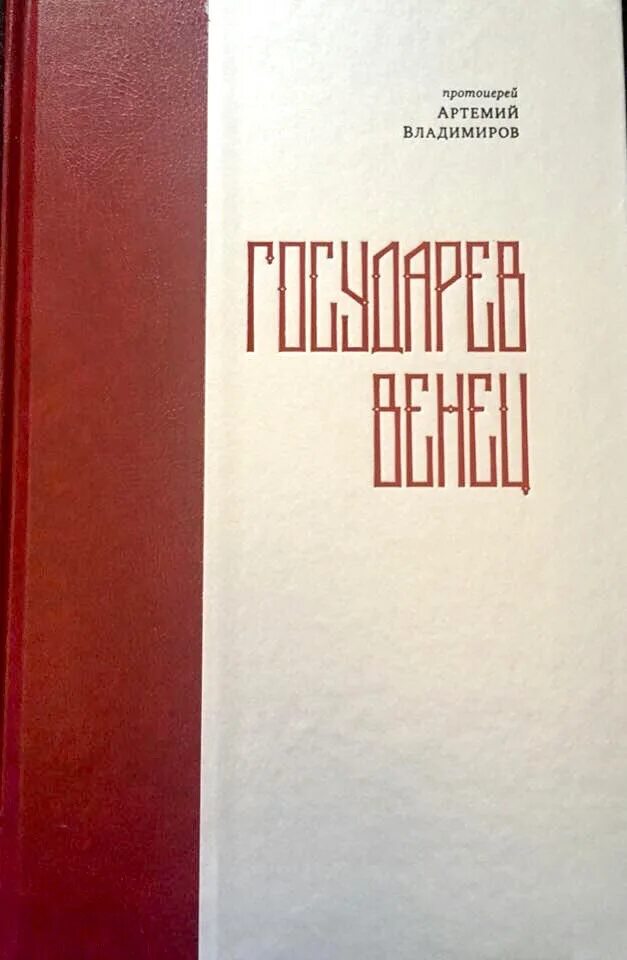 протоиерей
АРТЕМИЙ
ВЛАДИМИРОВ
ГОСУДАРЕВ
ВЕНЕЦ